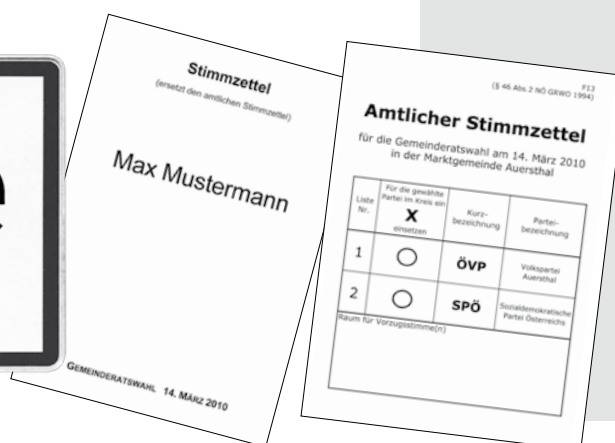 Stimmzettel
(ersetzt den amtlichen Stimmzettel)
Max Mustermann
GEMEINDERATSWAHL 14. MÄRZ 2010
F13
(§ 46 Abs.2 NÖ GRWO 1994)
Amtlicher Stimmzettel
für die Gemeinderatswahl am 14. März 2010
in der Marktgemeinde Auersthal
Liste
Nr.
Für die gewählte
Partei im Kreis ein
X
einsetzen
Kurz-
bezeichnung
Partei-
bezeichnung
1
ÖVP
Volkspartei
Auersthal
2
SPÖ
Sozialdemokratische
Partei Österreichs
Raum für Vorzugsstimme(n)